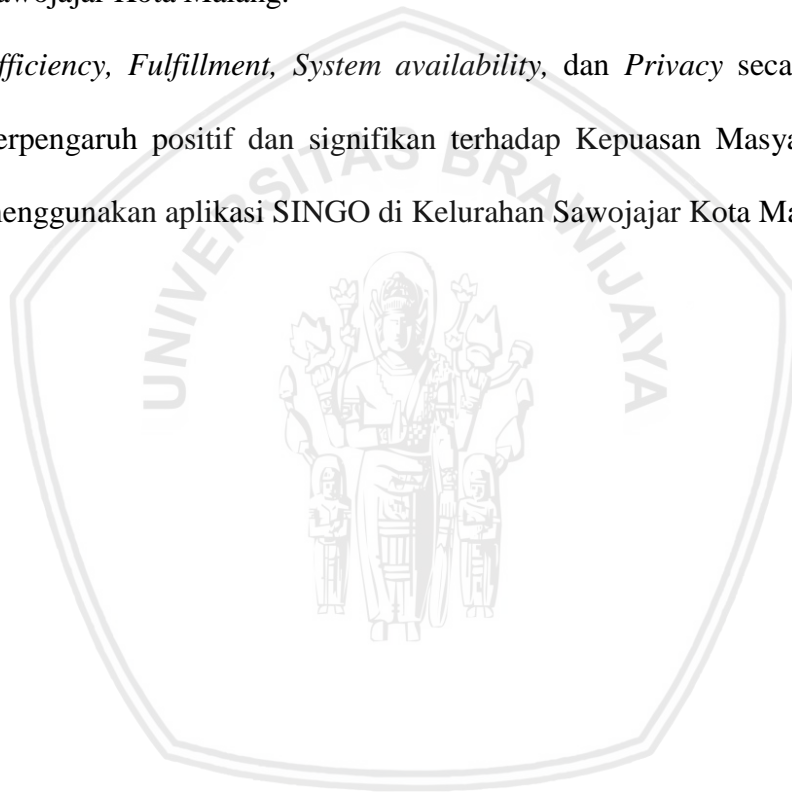 awojajar Kota Malang.
fficiency, Fulfillment, System availability, dan Privacy seca
erpengaruh positif dan signifikan terhadap Kepuasan Masya
menggunakan aplikasi SINGO di Kelurahan Sawojajar Kota Ma
UNIVERSITAS BRAWIJAYA